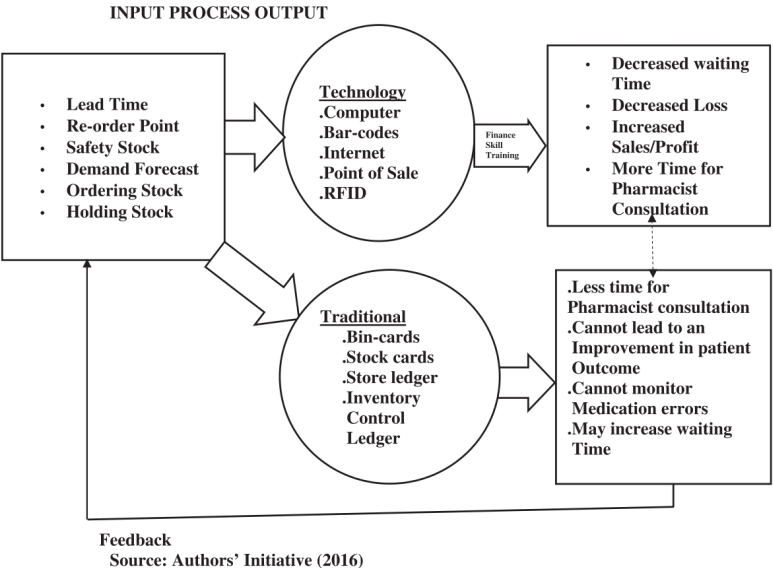 INPUT PROCESS OUTPUT
• Lead Time
• Re-order Point
• Safety Stock
• Demand Forecast
• Ordering Stock
• Holding Stock
Technology
.Computer
.Bar-codes
.Internet
.Point of Sale
.RFID
Finance
Skill
Training
• Decreased waiting
Time
• Decreased Loss
• Increased
Sales/Profit
• More Time for
Pharmacist
Consultation
Traditional
.Bin-cards
.Stock cards
.Store ledger
.Inventory
Control
Ledger
.Less time for
Pharmacist consultation
.Cannot lead to an
Improvement in patient
Outcome
.Cannot monitor
Medication errors
.May increase waiting
Time
Feedback
Source: Authors' Initiative (2016)